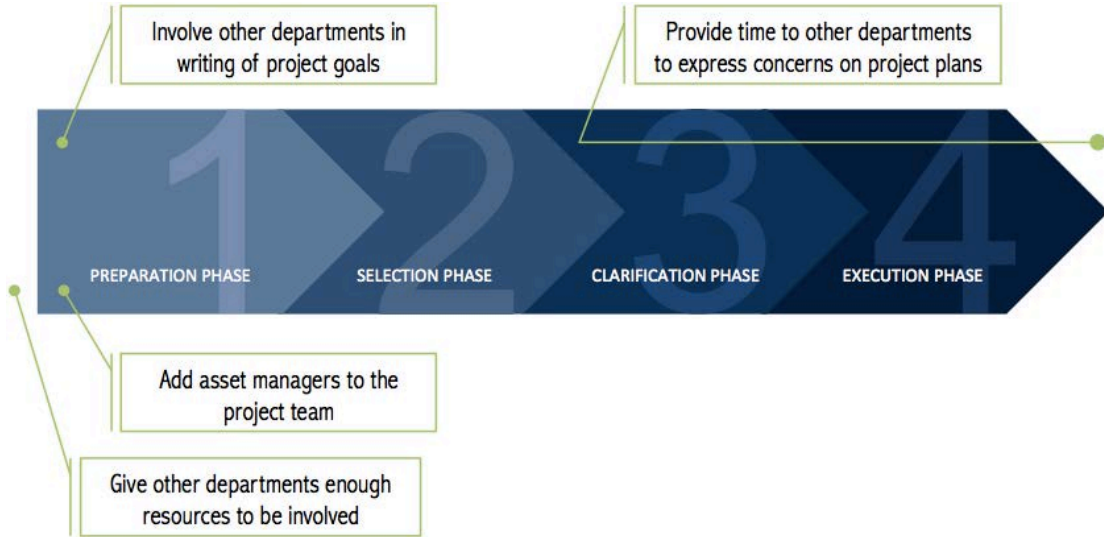 Involve other departments in
writing of project goals
Provide time to other departments
to express concerns on project plans
1
2
3
4
PREPARATION PHASE
SELECTION PHASE
CLARIFICATION PHASE
EXECUTION PHASE
Add asset managers to the
project team
Give other departments enough
resources to be involved